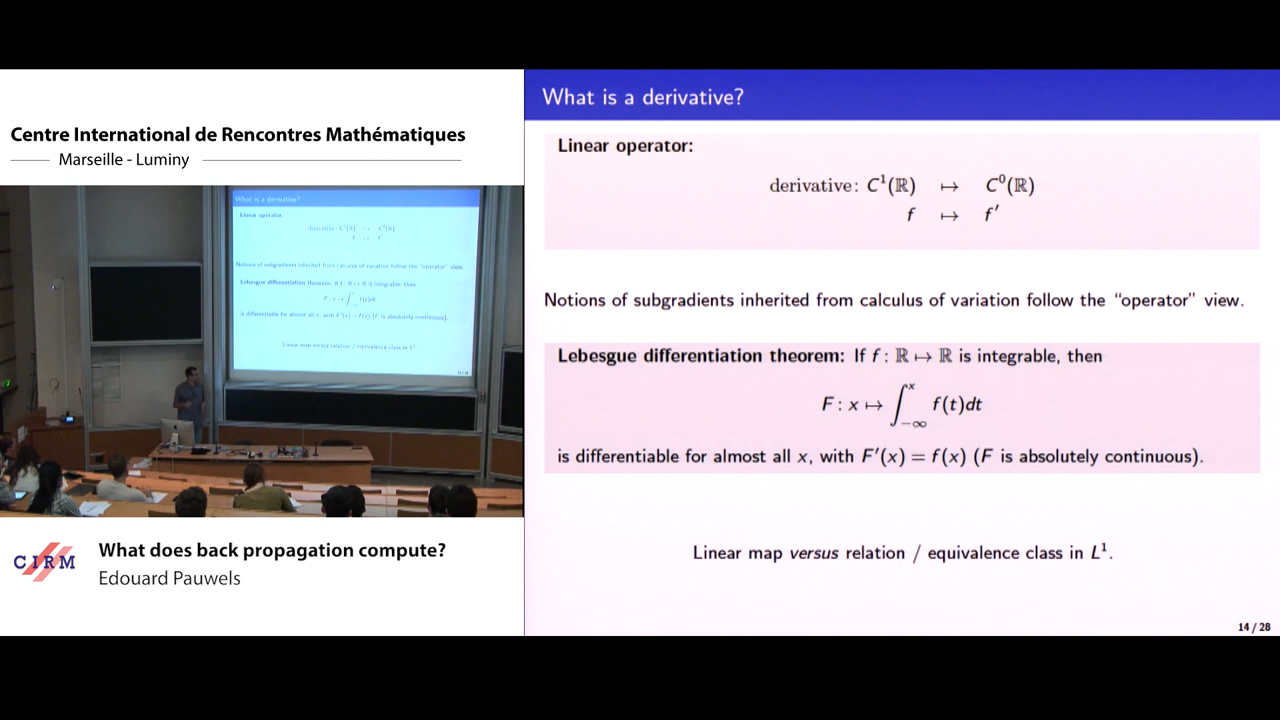 Centre International de Rencontres Mathématiques
Marseille - Luminy
What is a derivative?
Linear operator:
derivative: C¹(ℝ) ↦ C⁰(ℝ)
f ↦ f′
Notions of subgradients inherited from calculus of variation follow the “operator” view.
Lebesgue differentiation theorem: If f : ℝ ↦ ℝ is integrable, then
F : x ↦ ∫_{−∞}^{x} f(t)dt
is differentiable for almost all x, with F′(x) = f(x) (F is absolutely continuous).
Linear map versus relation / equivalence class in L¹.
14 / 28
CIRM
What does back propagation compute?
Edouard Pauwels